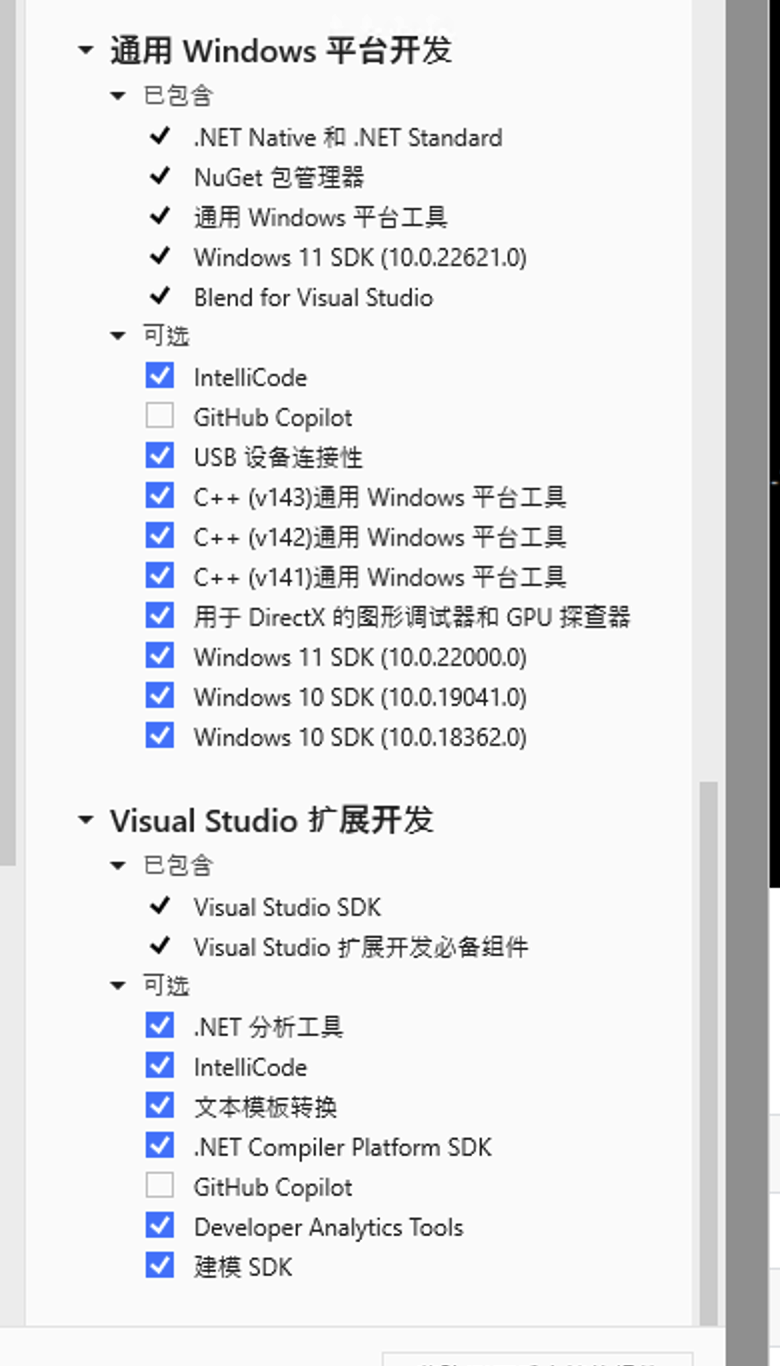 通用 Windows 平台开发
已包含
.NET Native 和 .NET Standard
NuGet 包管理器
通用 Windows 平台工具
Windows 11 SDK (10.0.22621.0)
Blend for Visual Studio
可选
IntelliCode
GitHub Copilot
USB 设备连接性
C++ (v143)通用 Windows 平台工具
C++ (v142)通用 Windows 平台工具
C++ (v141)通用 Windows 平台工具
用于 DirectX 的图形调试器和 GPU 探查器
Windows 11 SDK (10.0.22000.0)
Windows 10 SDK (10.0.19041.0)
Windows 10 SDK (10.0.18362.0)
Visual Studio 扩展开发
已包含
Visual Studio SDK
Visual Studio 扩展开发必备组件
可选
.NET 分析工具
IntelliCode
文本模板转换
.NET Compiler Platform SDK
GitHub Copilot
Developer Analytics Tools
建模 SDK